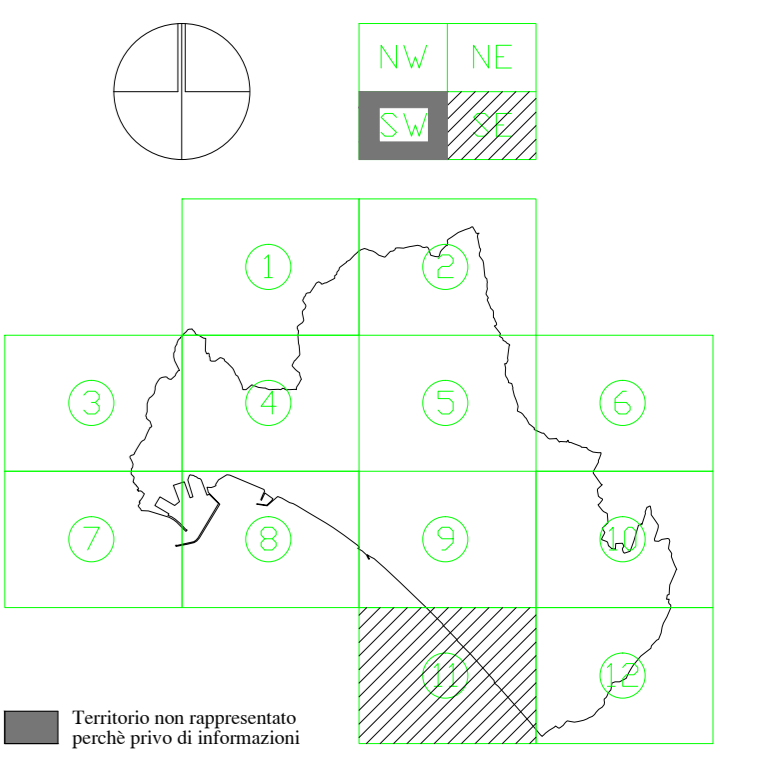 NW NE
SW SE
1 2
3 4 5 6
7 8 9 10
11 12
Territorio non rappresentato
perchè privo di informazioni